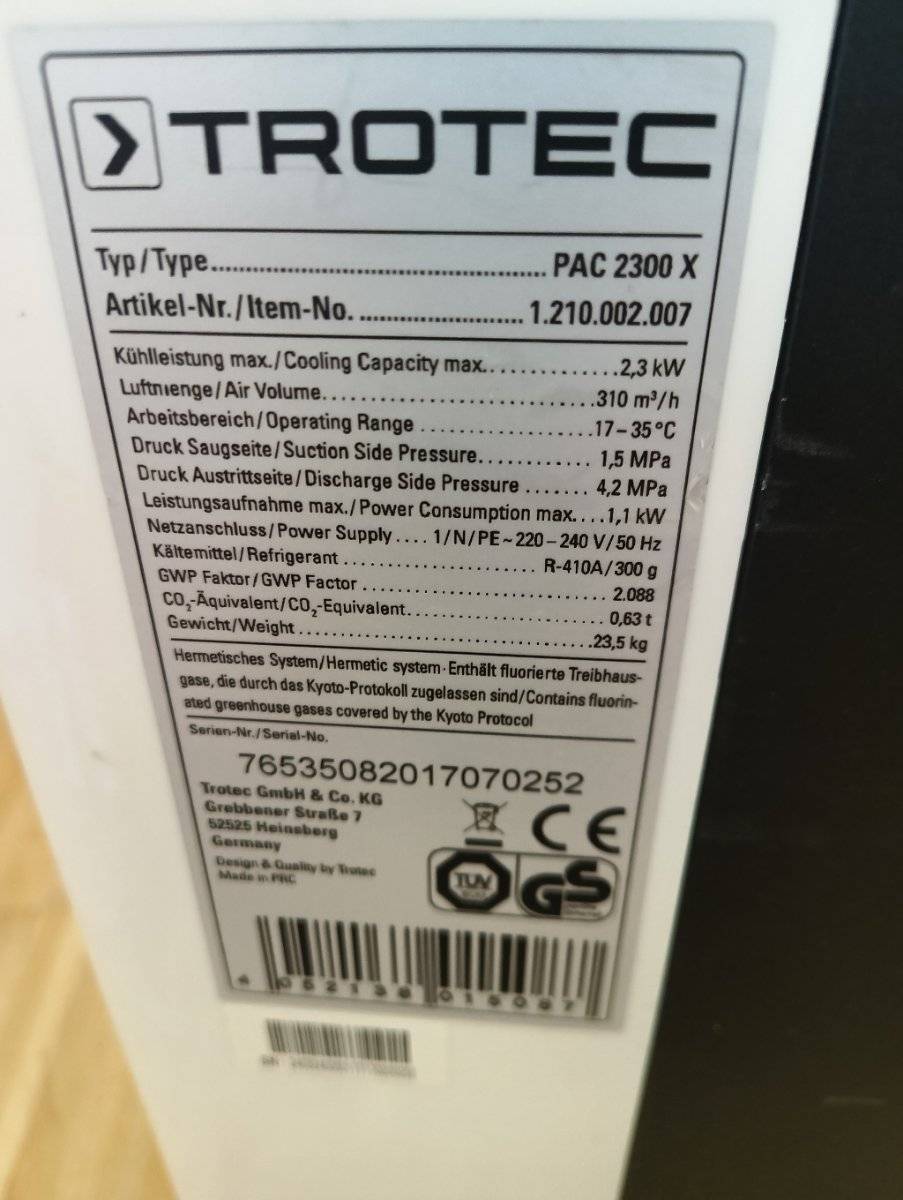 TROTEC
Typ/Type.......................................... PAC 2300 X
Artikel-Nr./Item-No. ........................ 1.210.002.007
Kühlleistung max./Cooling Capacity max. ............. 2,3 kW
Luftmenge/Air Volume. ........................... 310 m³/h
Arbeitsbereich/Operating Range ................. 17–35°C
Druck Saugseite/Suction Side Pressure. ........... 1,5 MPa
Druck Austrittseite/Discharge Side Pressure ....... 4,2 MPa
Leistungsaufnahme max./Power Consumption max. ... 1,1 kW
Netzanschluss/Power Supply .... 1/N/PE~220–240 V/50 Hz
Kältemittel/Refrigerant .................... R-410A/300 g
GWP Faktor/GWP Factor ......................... 2.088
CO₂-Äquivalent/CO₂-Equivalent. .................... 0,63 t
Gewicht/Weight ............................... 23,5 kg
Hermetisches System/Hermetic system · Enthält fluorierte Treibhaus-
gase, die durch das Kyoto-Protokoll zugelassen sind/Contains fluorin-
ated greenhouse gases covered by the Kyoto Protocol
Serien-Nr./Serial-No.
76535082017070252
Trotec GmbH & Co. KG
Grebbener Straße 7
52525 Heinsberg
Germany
Design & Quality by Trotec
Made in PRC
CE
TÜV
GS
4 052138 015087